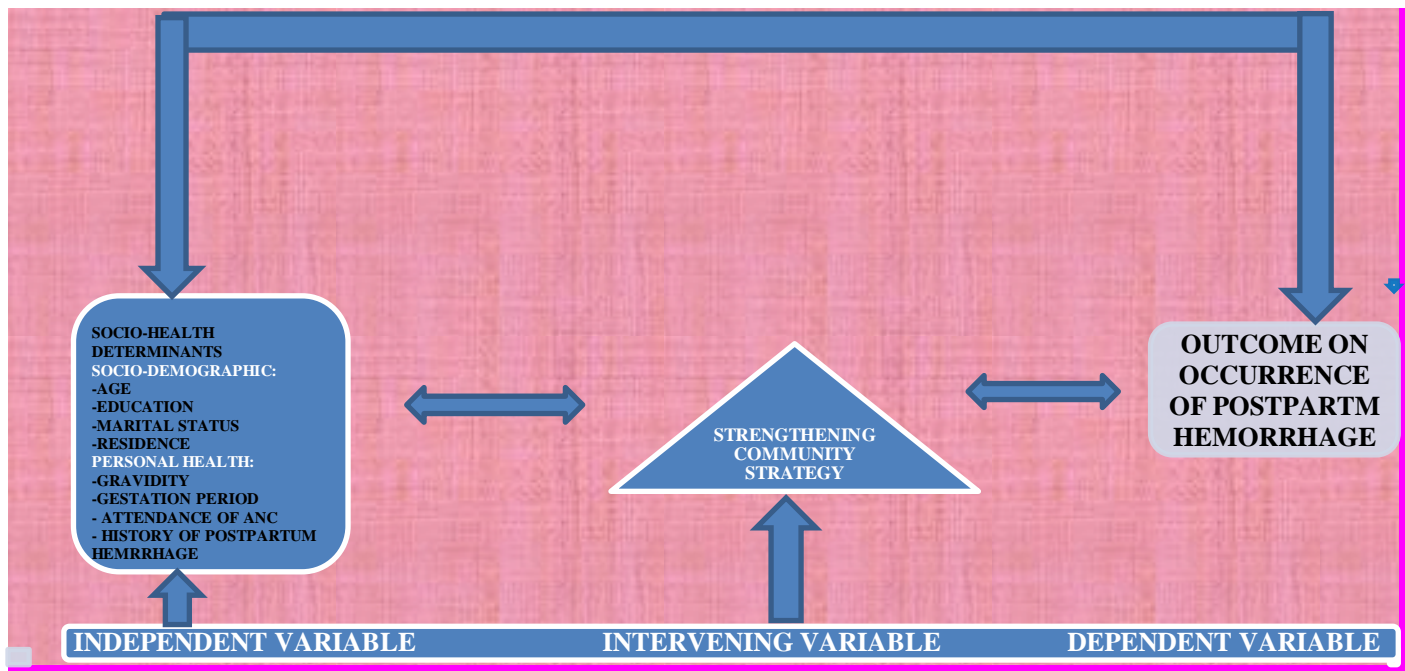 SOCIO-HEALTH
DETERMINANTS
SOCIO-DEMOGRAPHIC:
-AGE
-EDUCATION
-MARITAL STATUS
-RESIDENCE
PERSONAL HEALTH:
-GRAVIDITY
-GESTATION PERIOD
- ATTENDANCE OF ANC
- HISTORY OF POSTPARTUM
HEMRRHAGE
STRENGTHENING
COMMUNITY
STRATEGY
OUTCOME ON
OCCURRENCE
OF POSTPARTM
HEMORRHAGE
INDEPENDENT VARIABLE
INTERVENING VARIABLE
DEPENDENT VARIABLE